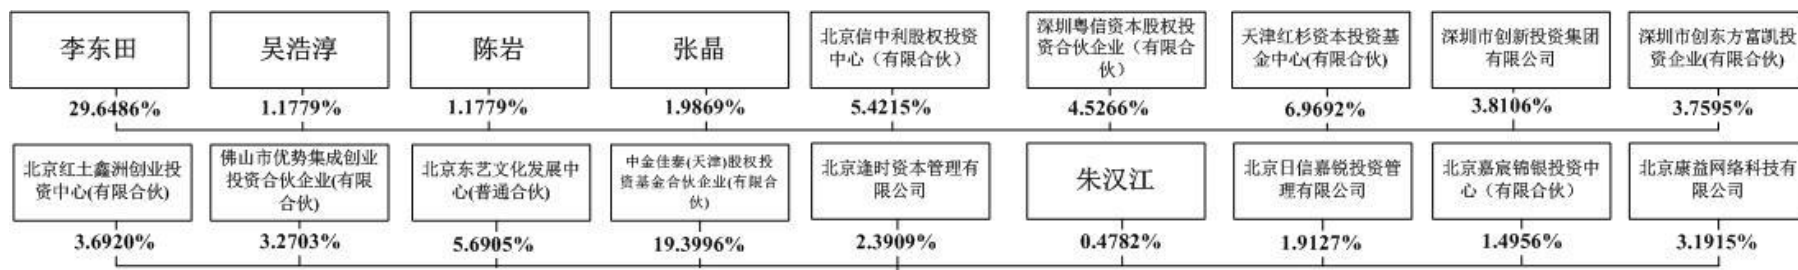 李东田
吴浩淳
陈岩
张晶
北京信中利股权投资
中心（有限合伙）
深圳粤信资本股权投
资合伙企业（有限合
伙）
天津红杉资本投资基
金中心(有限合伙)
深圳市创新投资集团
有限公司
深圳市创东方富凯投
资企业(有限合伙)
29.6486%
1.1779%
1.1779%
1.9869%
5.4215%
4.5266%
6.9692%
3.8106%
3.7595%
北京红土鑫洲创业投
资中心(有限合伙)
佛山市优势集成创业
投资合伙企业(有限
合伙)
北京东艺文化发展中
心(普通合伙)
中金佳泰(天津)股权投
资基金合伙企业(有限合
伙)
北京逢时资本管理有
限公司
朱汉江
北京日信嘉锐投资管
理有限公司
北京嘉宸锦银投资中
心（有限合伙）
北京康益网络科技有
限公司
3.6920%
3.2703%
5.6905%
19.3996%
2.3909%
0.4782%
1.9127%
1.4956%
3.1915%